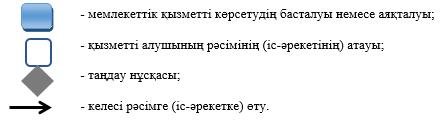 - мемлекеттік қызметті көрсетудің басталуы немесе аяқталуы;
- қызметті алушының рәсімінің (іс-әрекетінің) атауы;
- таңдау нұсқасы;
- келесі рәсімге (іс-әрекетке) өту.